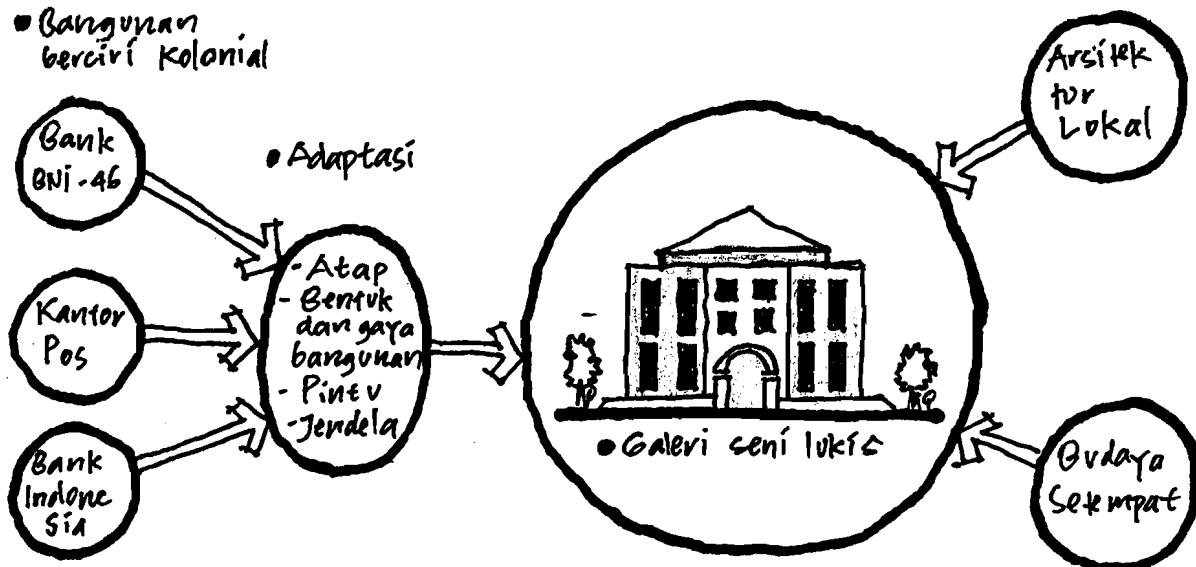 • Bangunan
berciri Kolonial
Bank
BNI-46
Kantor
Pos
Bank
Indone
sia
• Adaptasi
- Atap
- Bentuk
dan gaya
bangunan
- Pintu
- Jendela
• Galeri seni lukis
Arsitek
tur
Lokal
Budaya
Setempat